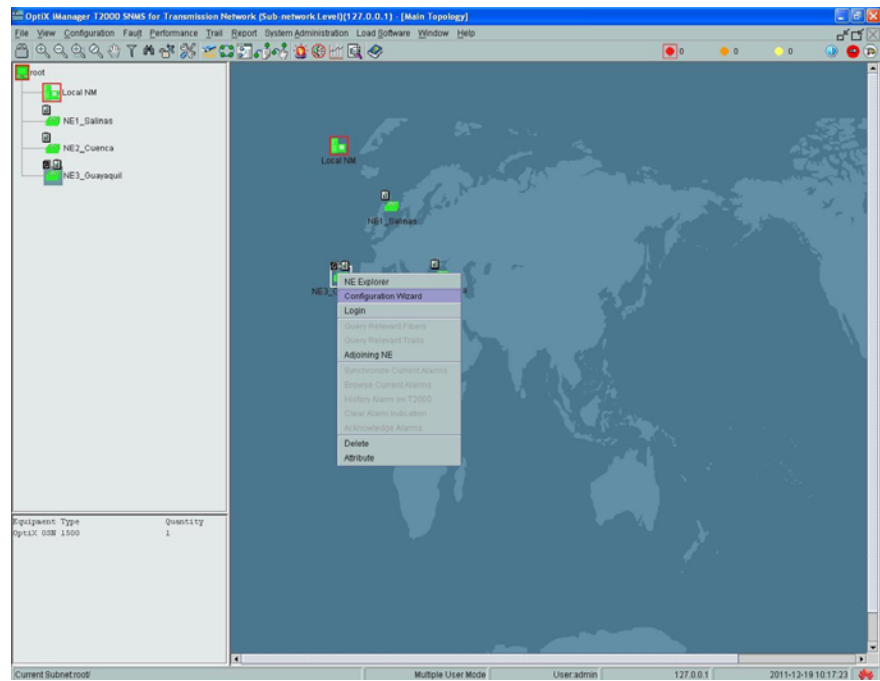 OptiX iManager T2000 SNMS for Transmission Network (Sub-network Level)(127.0.0.1) - [Main Topology]
File View Configuration Fault Performance Trail Report System Administration Load Software Window Help
0 0 0
root
Local NM
NE1_Salinas
NE2_Cuenca
NE3_Guayaquil
Local NM
NE1_Salinas
NE Explorer
Configuration Wizard
Login
Query Relevant Fibers
Query Relevant Trails
Adjoining NE
Synchronize Current Alarms
Browse Current Alarms
History Alarm on T2000
Clear Alarm Indication
Acknowledge Alarms
Delete
Attribute
Equipment Type Quantity
OptiX OSN 1500 1
Current Subnet:root/ Multiple User Mode User:admin 127.0.0.1 2011-12-19 10:17:23